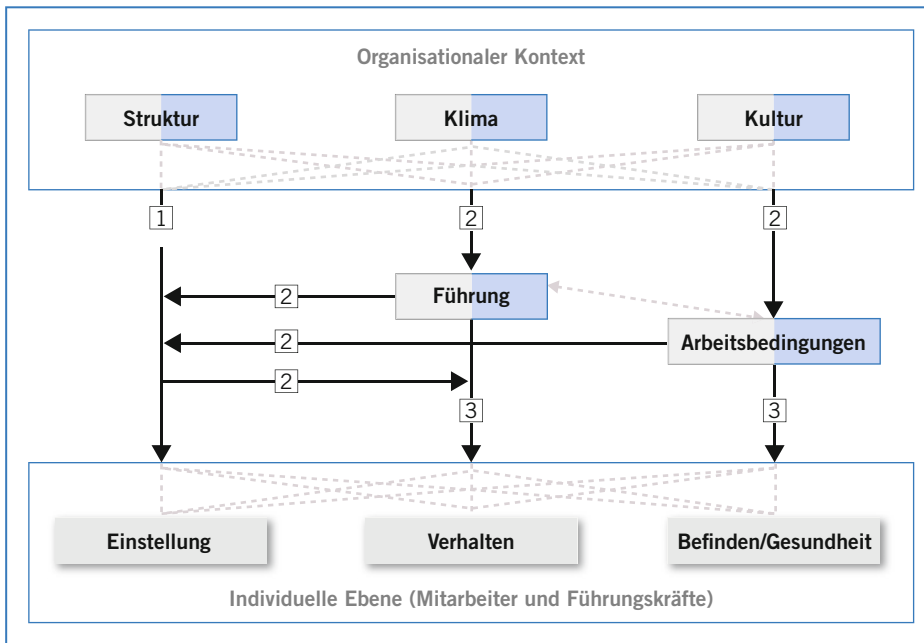 Organisationaler Kontext
Struktur Klima Kultur
1 2 2
2 Führung
2 Arbeitsbedingungen
2
3 3
Einstellung Verhalten Befinden/Gesundheit
Individuelle Ebene (Mitarbeiter und Führungskräfte)